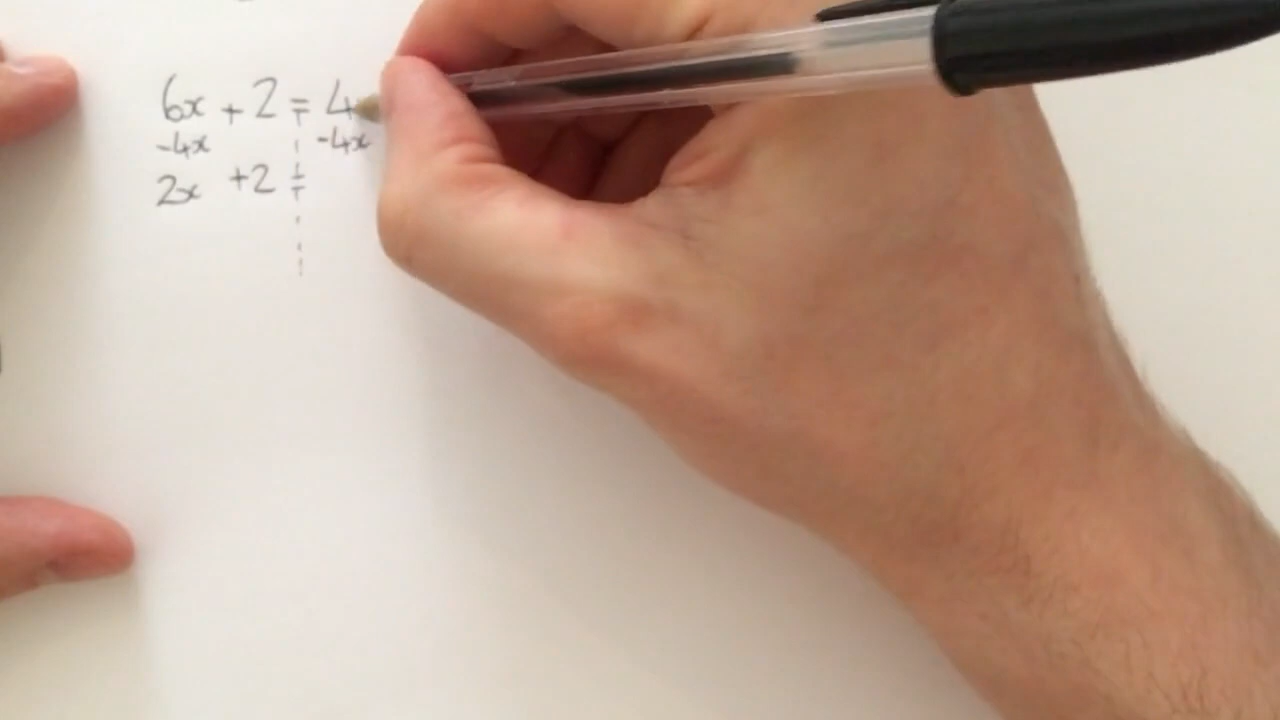 6x + 2 = 4
-4x -4x
2x +2 =